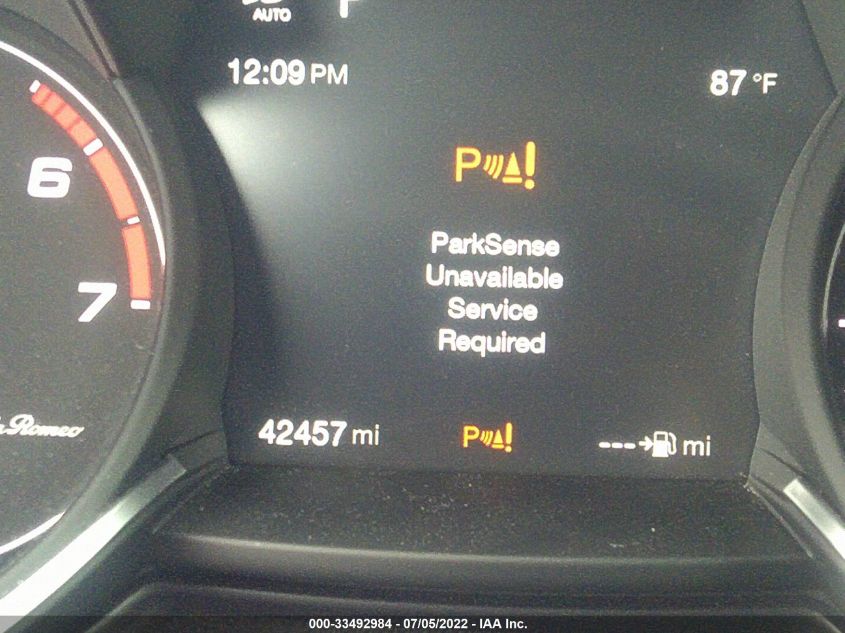 AUTO
12:09 PM
87 °F
6
P
ParkSense
Unavailable
Service
Required
7
Romeo
42457 mi
P
--- mi
000-33492984 - 07/05/2022 - IAA Inc.